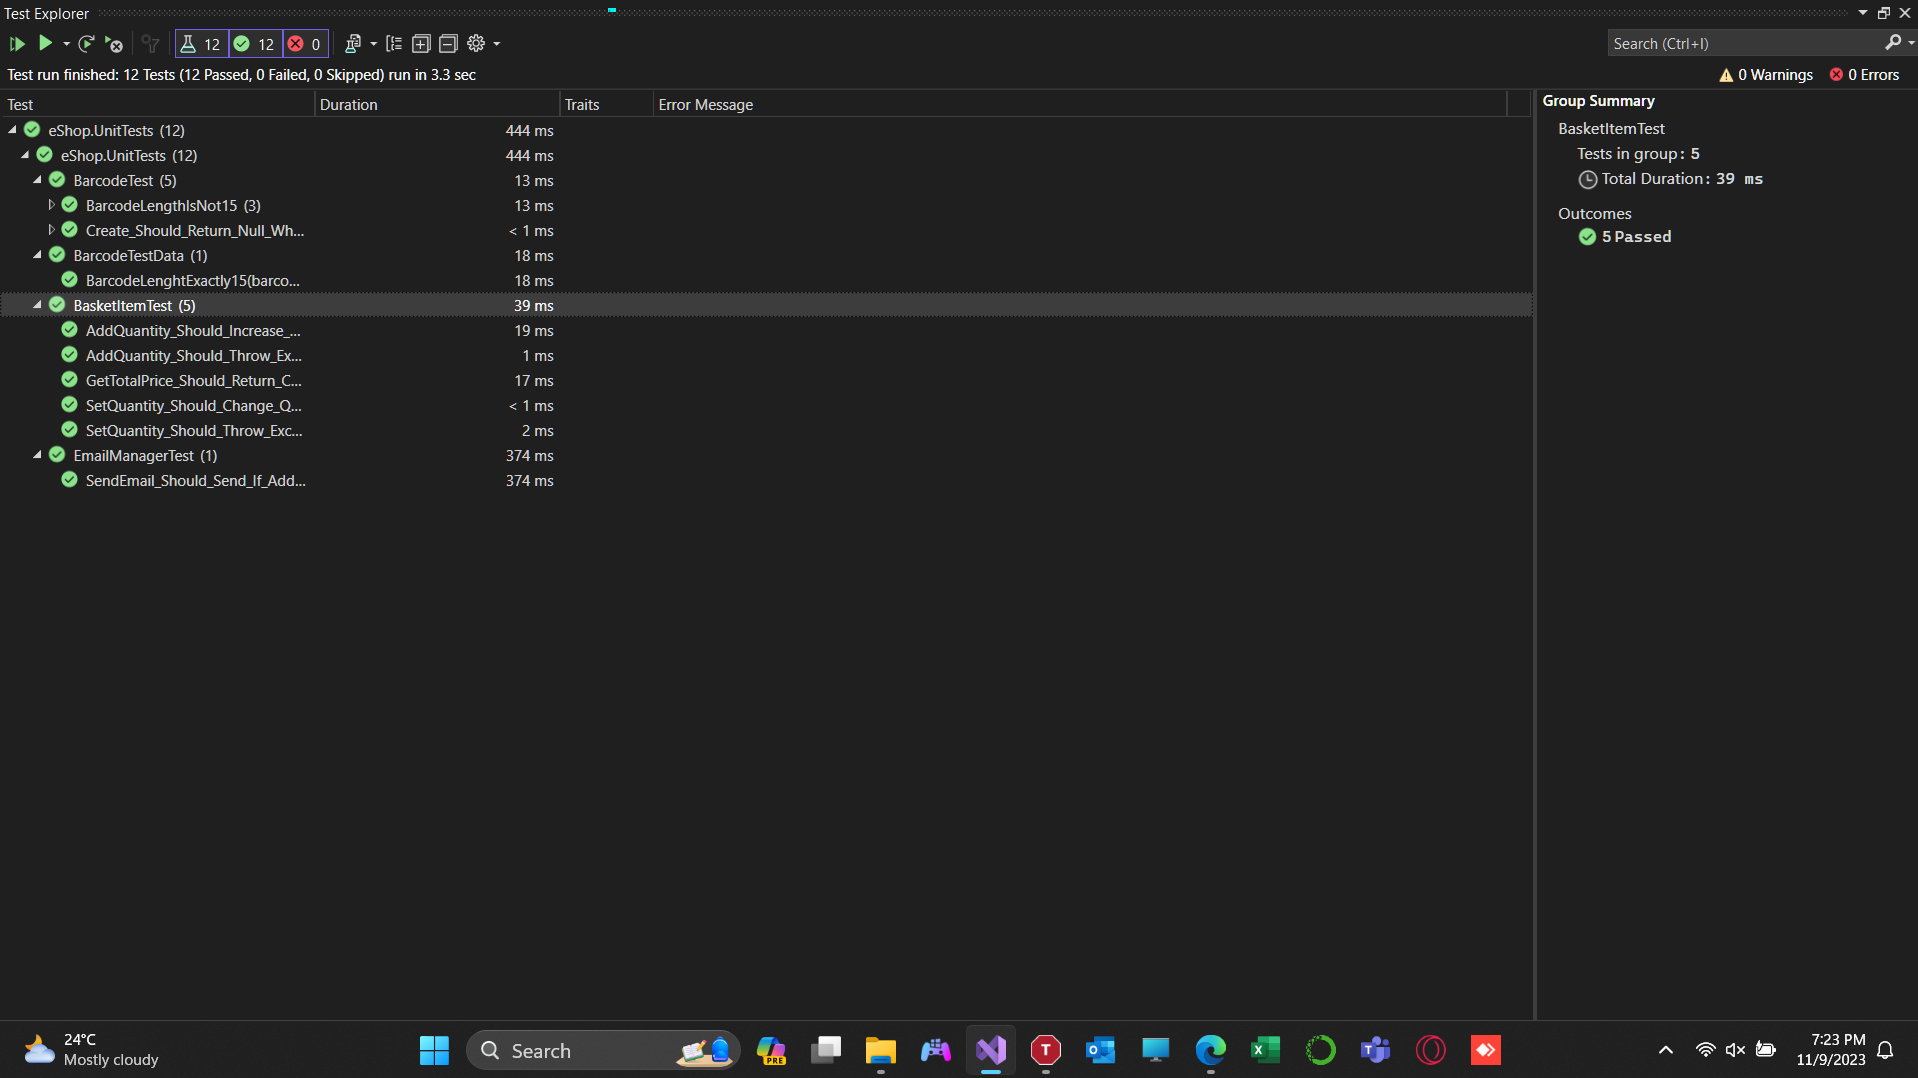 Test Explorer
12 12 0
Search (Ctrl+I)
Test run finished: 12 Tests (12 Passed, 0 Failed, 0 Skipped) run in 3.3 sec
0 Warnings 0 Errors
Test Duration Traits Error Message
eShop.UnitTests (12) 444 ms
eShop.UnitTests (12) 444 ms
BarcodeTest (5) 13 ms
BarcodeLengthIsNot15 (3) 13 ms
Create_Should_Return_Null_Wh... < 1 ms
BarcodeTestData (1) 18 ms
BarcodeLenghtExactly15(barco... 18 ms
BasketItemTest (5) 39 ms
AddQuantity_Should_Increase_... 19 ms
AddQuantity_Should_Throw_Ex... 1 ms
GetTotalPrice_Should_Return_C... 17 ms
SetQuantity_Should_Change_Q... < 1 ms
SetQuantity_Should_Throw_Exc... 2 ms
EmailManagerTest (1) 374 ms
SendEmail_Should_Send_If_Add... 374 ms
Group Summary
BasketItemTest
Tests in group: 5
Total Duration: 39 ms
Outcomes
5 Passed
24°C
Mostly cloudy
Search
PRE
T
7:23 PM
11/9/2023